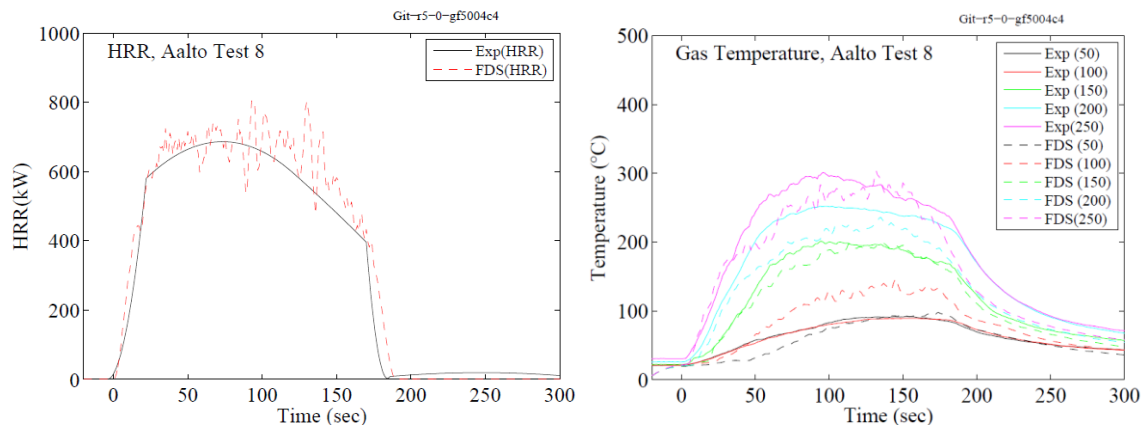 Git−r5−0−gf5004c4
HRR, Aalto Test 8
Exp(HRR)
FDS(HRR)
1000
800
600
400
200
0
HRR(kW)
0 50 100 150 200 250 300
Time (sec)
Git−r5−0−gf5004c4
Gas Temperature, Aalto Test 8
Exp (50)
Exp (100)
Exp (150)
Exp (200)
Exp(250)
FDS (50)
FDS (100)
FDS (150)
FDS (200)
FDS(250)
500
400
300
200
100
0
Temperature (°C)
0 50 100 150 200 250 300
Time (sec)